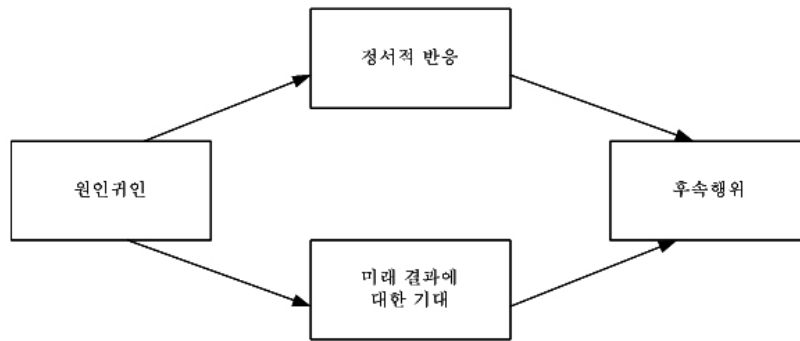 정서적 반응
원인귀인
후속행위
미래 결과에
대한 기대